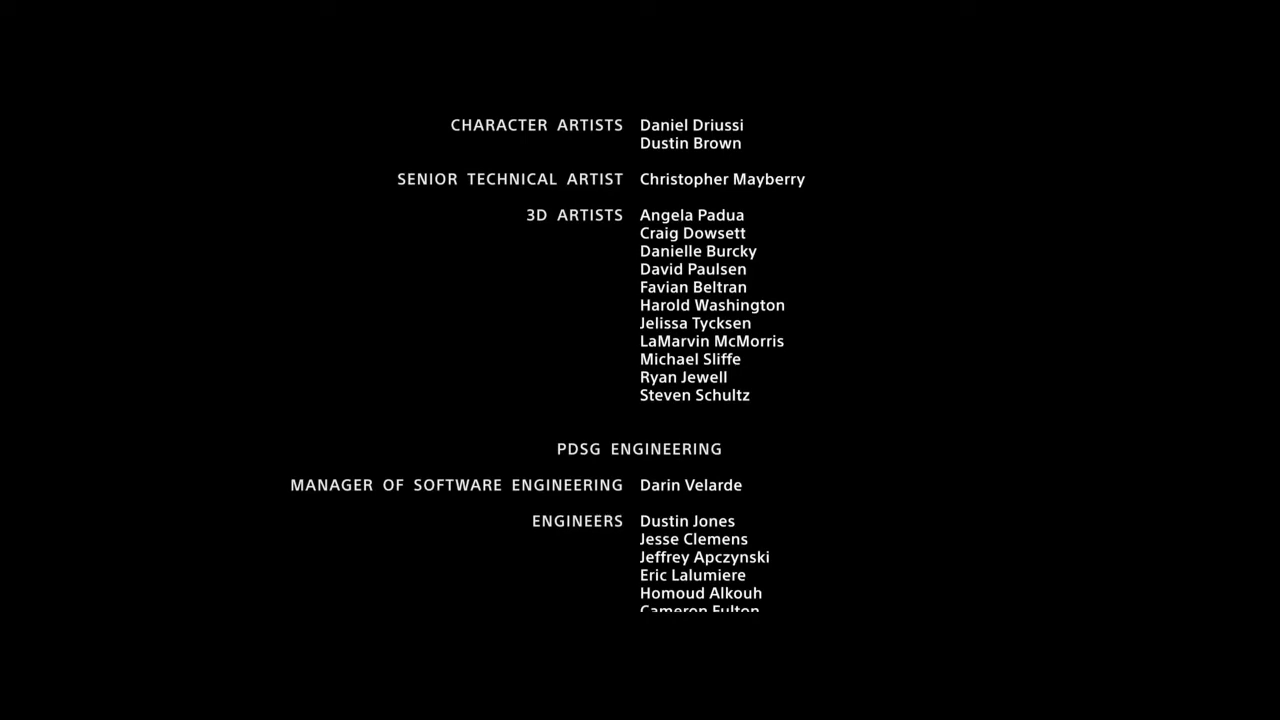 CHARACTER ARTISTS Daniel Driussi
Dustin Brown
SENIOR TECHNICAL ARTIST Christopher Mayberry
3D ARTISTS Angela Padua
Craig Dowsett
Danielle Burcky
David Paulsen
Favian Beltran
Harold Washington
Jelissa Tycksen
LaMarvin McMorris
Michael Sliffe
Ryan Jewell
Steven Schultz
PDSG ENGINEERING
MANAGER OF SOFTWARE ENGINEERING Darin Velarde
ENGINEERS Dustin Jones
Jesse Clemens
Jeffrey Apczynski
Eric Lalumiere
Homoud Alkouh
Cameron Fulton